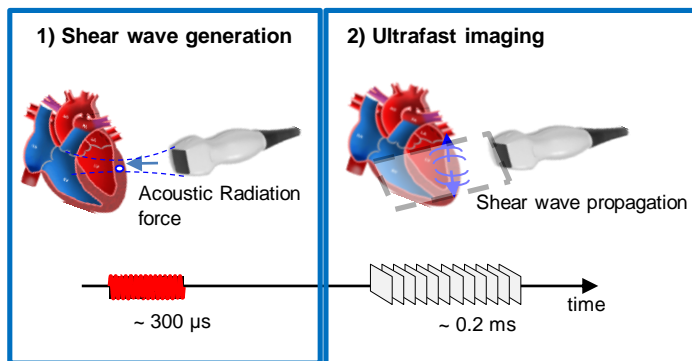 1) Shear wave generation
2) Ultrafast imaging
Acoustic Radiation
force
Shear wave propagation
time
~ 300 µs
~ 0.2 ms